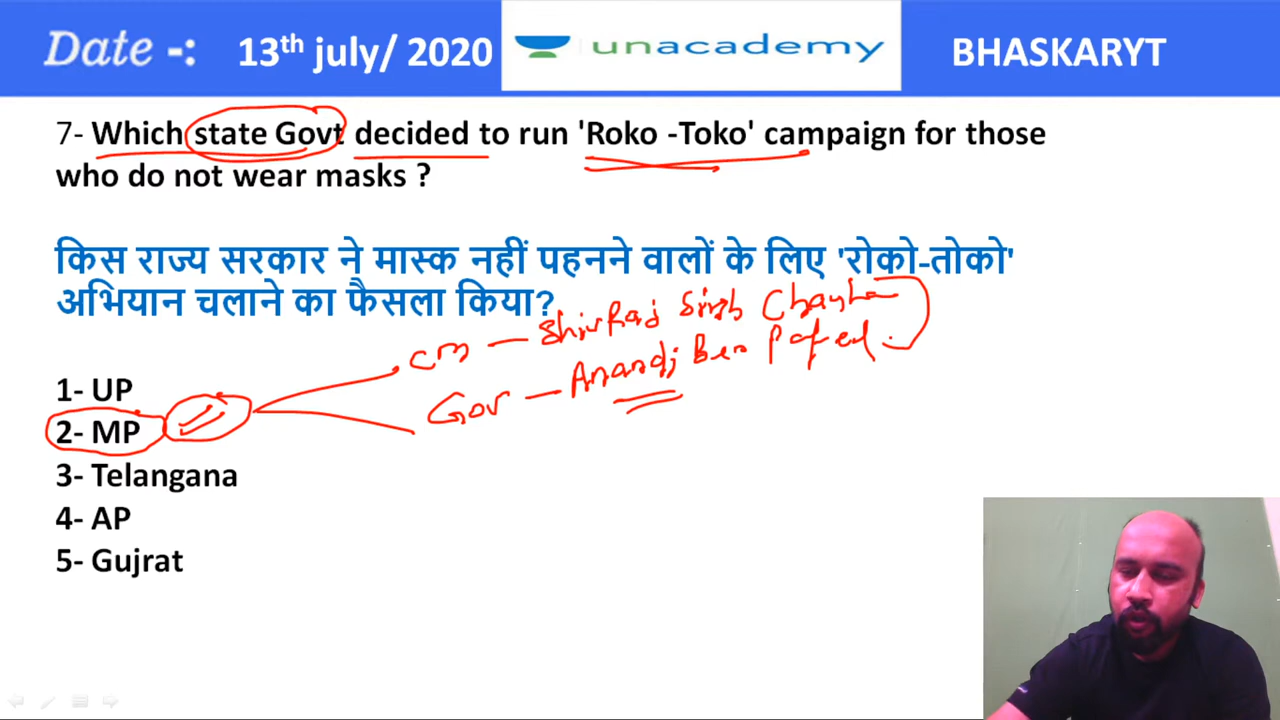 Date -: 13th july/ 2020 unacademy BHASKARYT
7- Which state Govt decided to run 'Roko -Toko' campaign for those
who do not wear masks ?
किस राज्य सरकार ने मास्क नहीं पहनने वालों के लिए 'रोको-तोको'
अभियान चलाने का फैसला किया?
CM - Shiv Raj Singh
Gov - Anandi Ben Patel
1- UP
2- MP
3- Telangana
4- AP
5- Gujrat